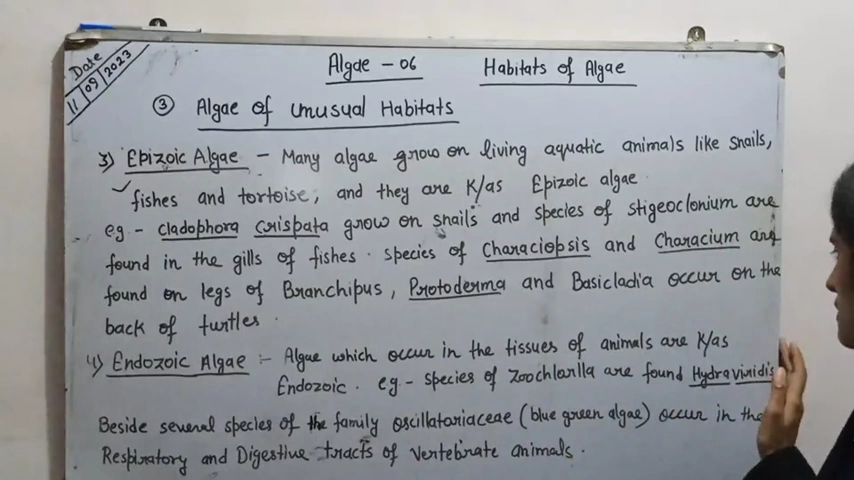 Date
11/09/2023
Algae - 06 Habitats of Algae
③ Algae of Unusual Habitats
3) Epizoic Algae - Many algae grow on living aquatic animals like snails,
fishes and tortoise, and they are K/as Epizoic algae.
e.g - cladophora crispata grow on snails and species of stigeoclonium are
found in the gills of fishes. species of Characiopsis and Characium are
found on legs of Branchipus, Protoderma and Basicladia occur on the
back of turtles.
4) Endozoic Algae :- Algae which occur in the tissues of animals are K/as
Endozoic. e.g - species of Zoochlorlla are found Hydra viridis
Beside several species of the family oscillatoriaceae (blue green algae) occur in the
Respiratory and Digestive tracts of vertebrate animals.